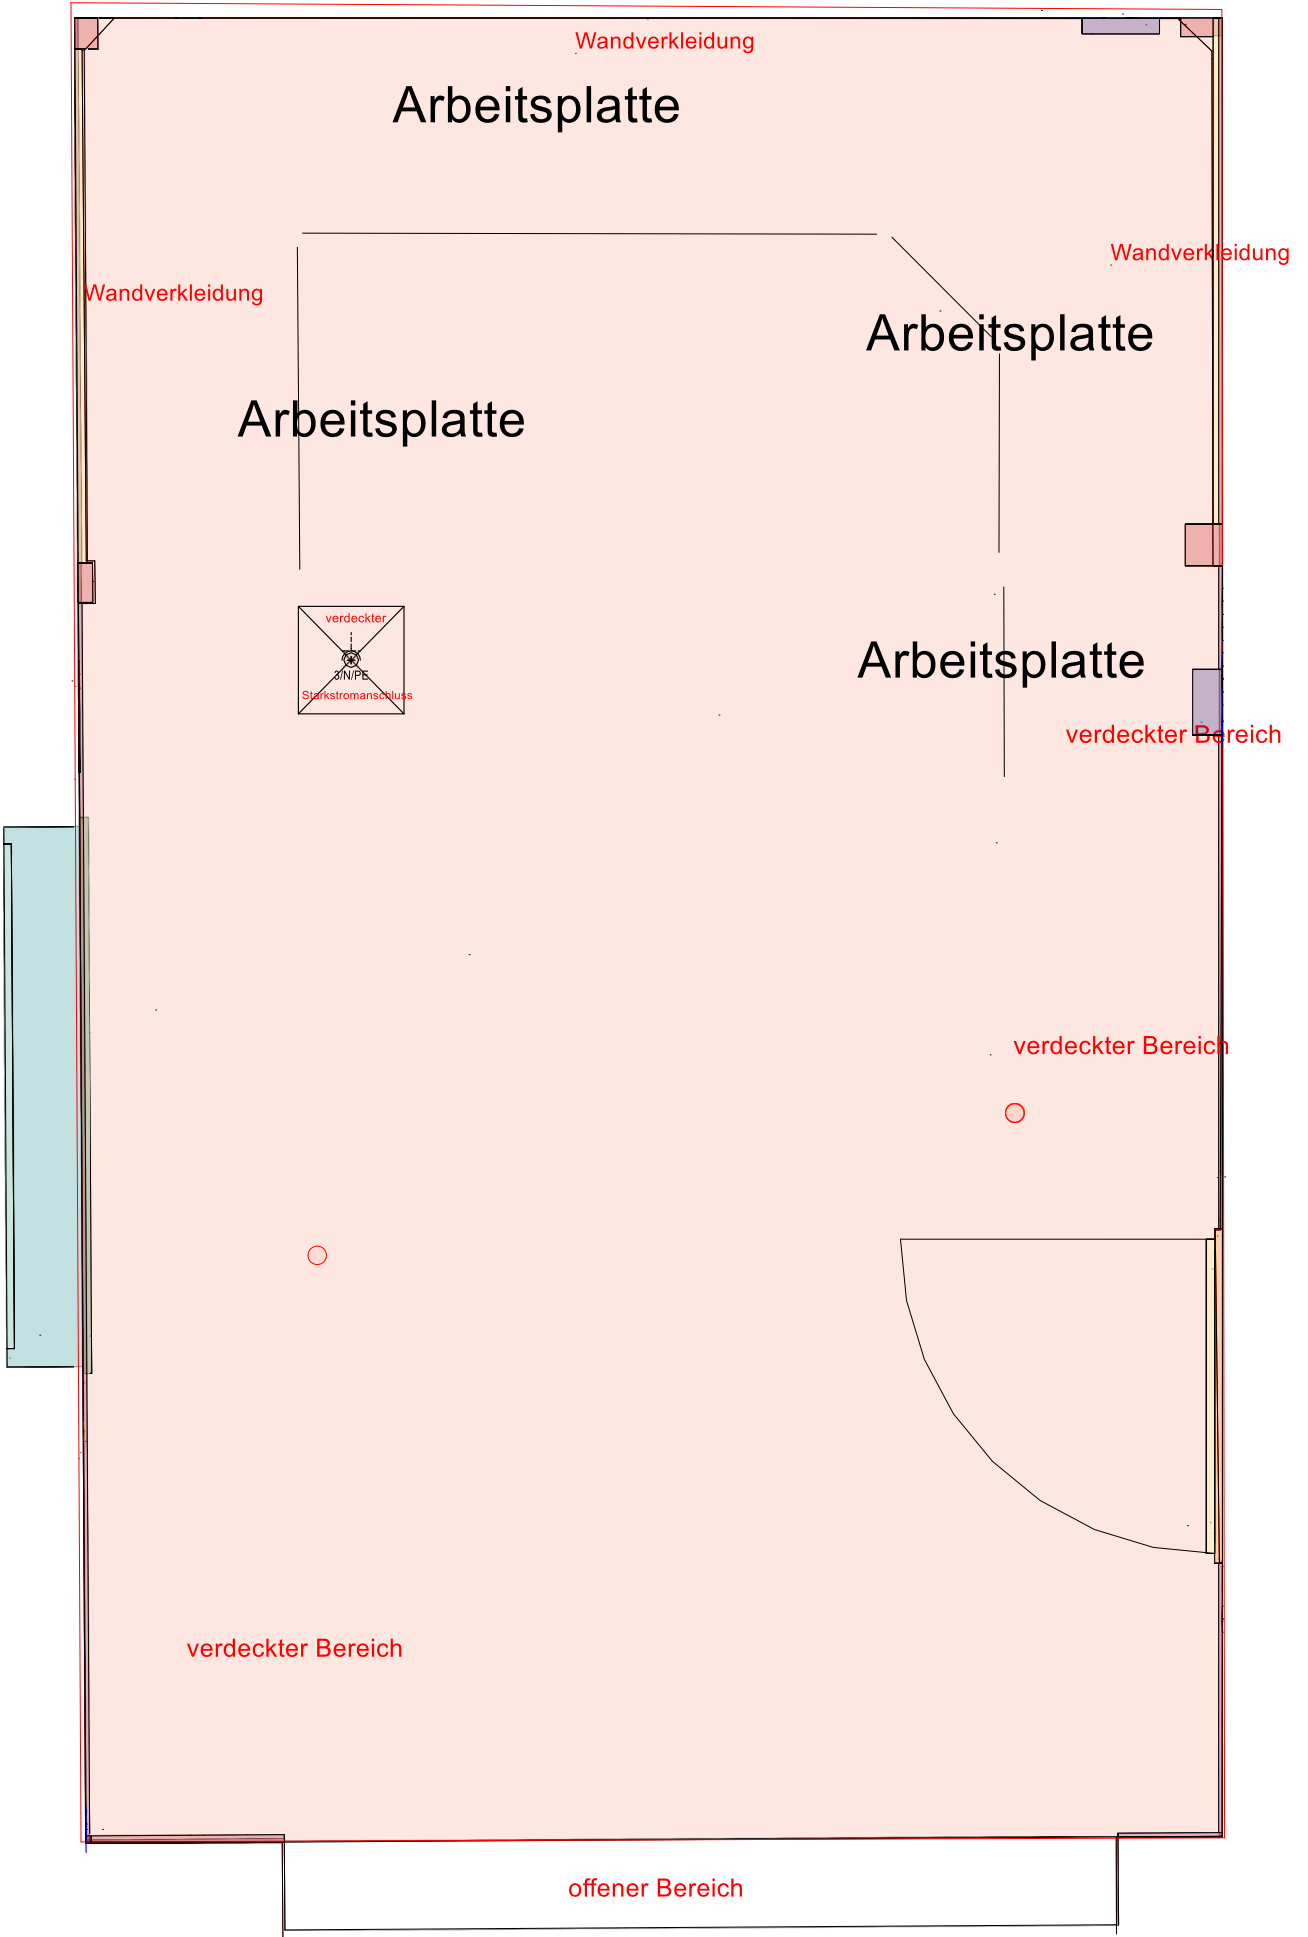 Wandverkleidung
Arbeitsplatte
Wandverkleidung
Wandverkleidung
Arbeitsplatte
Arbeitsplatte
verdeckter
3/N/PE
Starkstromanschluss
Arbeitsplatte
verdeckter Bereich
verdeckter Bereich
verdeckter Bereich
offener Bereich